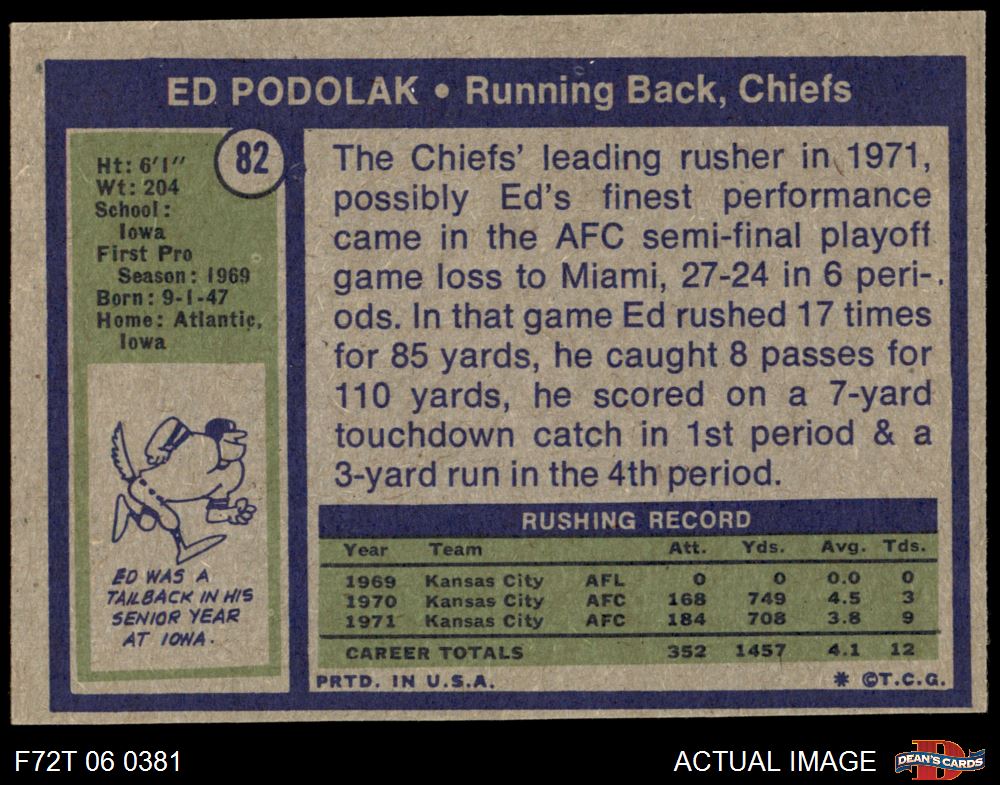 ED PODOLAK • Running Back, Chiefs
82
Ht: 6'1"
Wt: 204
School:
Iowa
First Pro
Season: 1969
Born: 9-1-47
Home: Atlantic,
Iowa
ED WAS A
TAILBACK IN HIS
SENIOR YEAR
AT IOWA.
The Chiefs' leading rusher in 1971,
possibly Ed's finest performance
came in the AFC semi-final playoff
game loss to Miami, 27-24 in 6 peri-
ods. In that game Ed rushed 17 times
for 85 yards, he caught 8 passes for
110 yards, he scored on a 7-yard
touchdown catch in 1st period & a
3-yard run in the 4th period.
RUSHING RECORD
Year Team Att. Yds. Avg. Tds.
1969 Kansas City AFL 0 0 0.0 0
1970 Kansas City AFC 168 749 4.5 3
1971 Kansas City AFC 184 708 3.8 9
CAREER TOTALS 352 1457 4.1 12
PRTD. IN U.S.A. * ©T.C.G.
F72T 06 0381 ACTUAL IMAGE DEAN'S CARDS